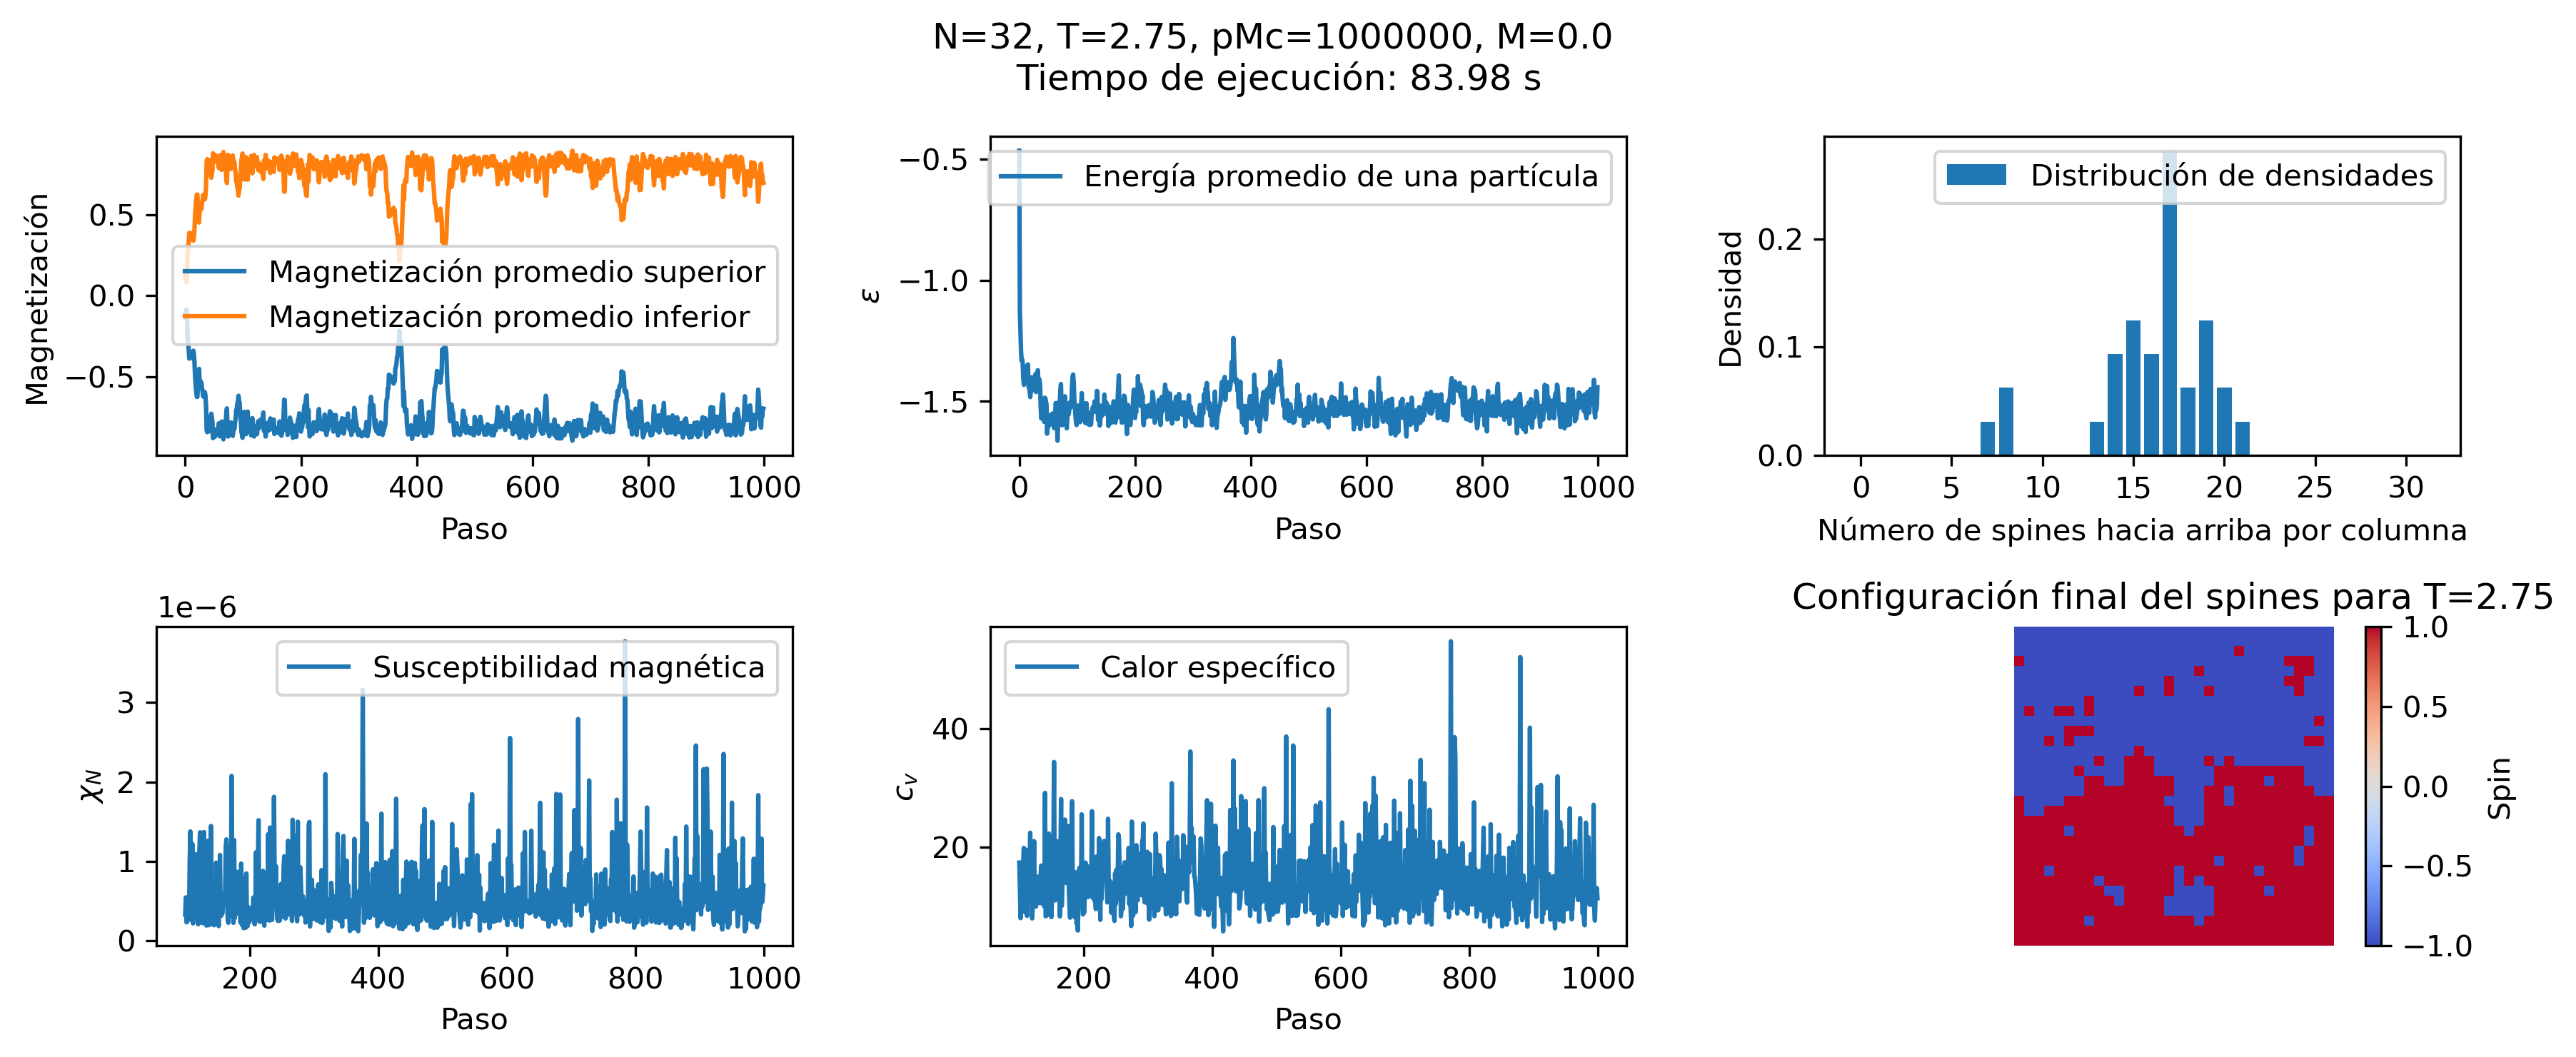 N=32, T=2.75, pMc=1000000, M=0.0
Tiempo de ejecución: 83.98 s
Magnetización
0.5
0.0
−0.5
Magnetización promedio superior
Magnetización promedio inferior
0 200 400 600 800 1000
Paso
ε
−0.5
−1.0
−1.5
Energía promedio de una partícula
0 200 400 600 800 1000
Paso
Densidad
0.2
0.1
0.0
Distribución de densidades
0 5 10 15 20 25 30
Número de spines hacia arriba por columna
1e−6
χN
3
2
1
0
Susceptibilidad magnética
200 400 600 800 1000
Paso
cv
40
20
Calor específico
200 400 600 800 1000
Paso
Configuración final del spines para T=2.75
1.0
0.5
0.0
−0.5
−1.0
Spin